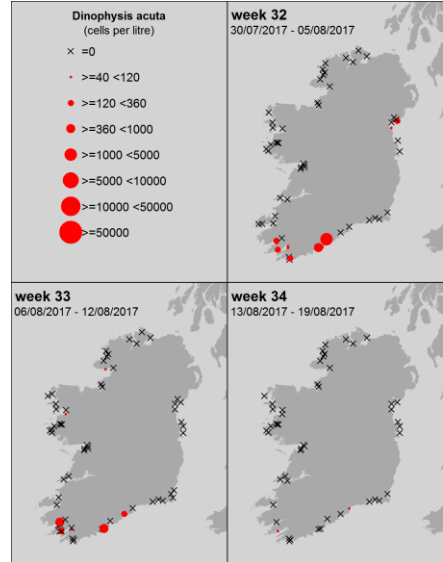 Dinophysis acuta
(cells per litre)
=0
>=40 <120
>=120 <360
>=360 <1000
>=1000 <5000
>=5000 <10000
>=10000 <50000
>=50000
week 32
30/07/2017 - 05/08/2017
week 33
06/08/2017 - 12/08/2017
week 34
13/08/2017 - 19/08/2017